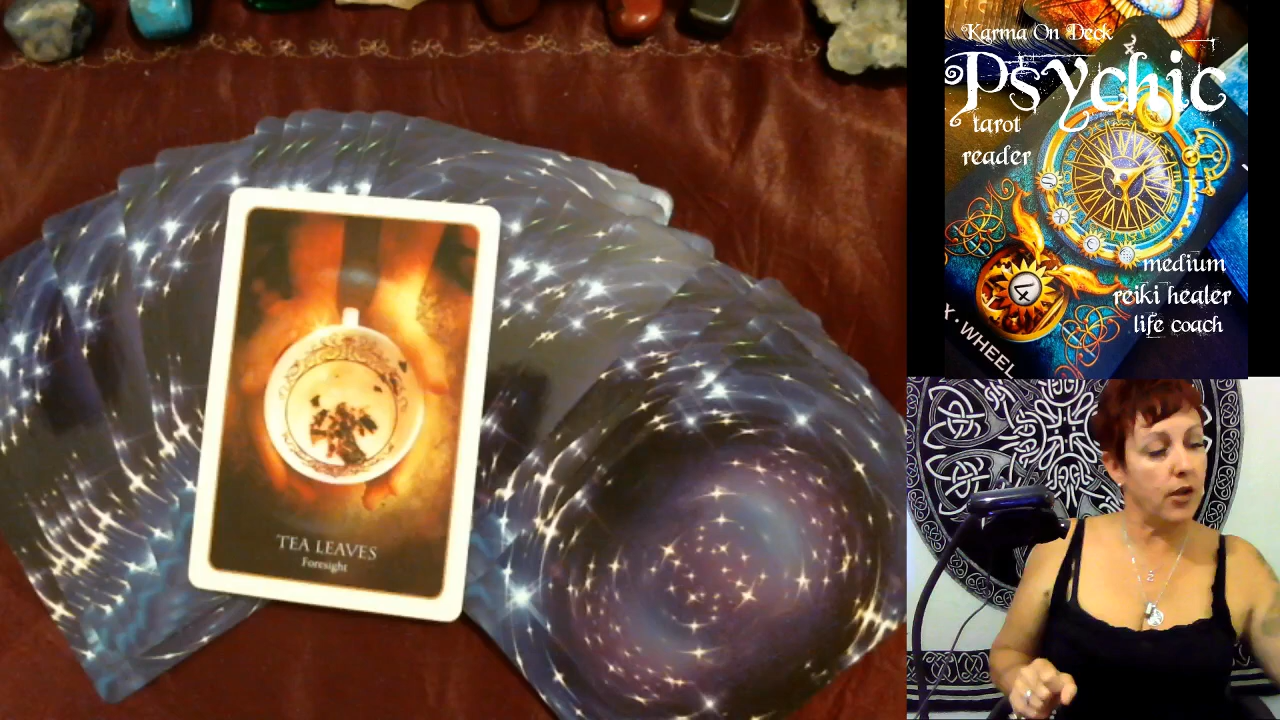 TEA LEAVES
Foresight
Karma On Deck
Psychic
tarot
reader
medium
reiki healer
life coach
X • WHEEL